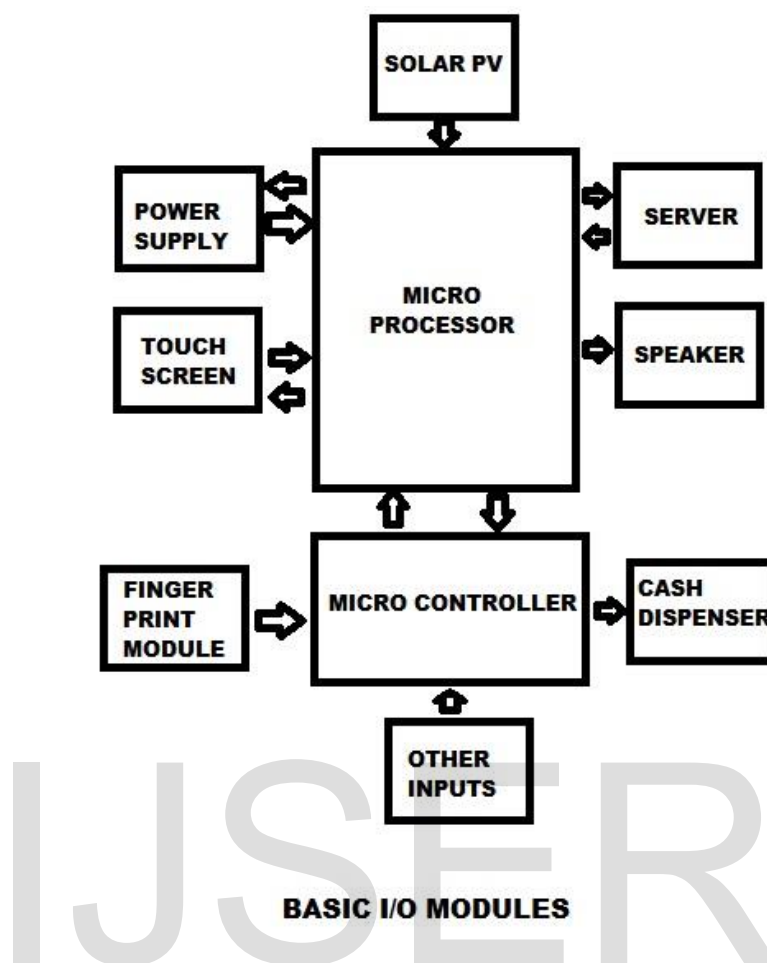 SOLAR PV
POWER
SUPPLY
SERVER
MICRO
PROCESSOR
TOUCH
SCREEN
SPEAKER
FINGER
PRINT
MODULE
MICRO CONTROLLER
CASH
DISPENSER
OTHER
INPUTS
IJSER
BASIC I/O MODULES